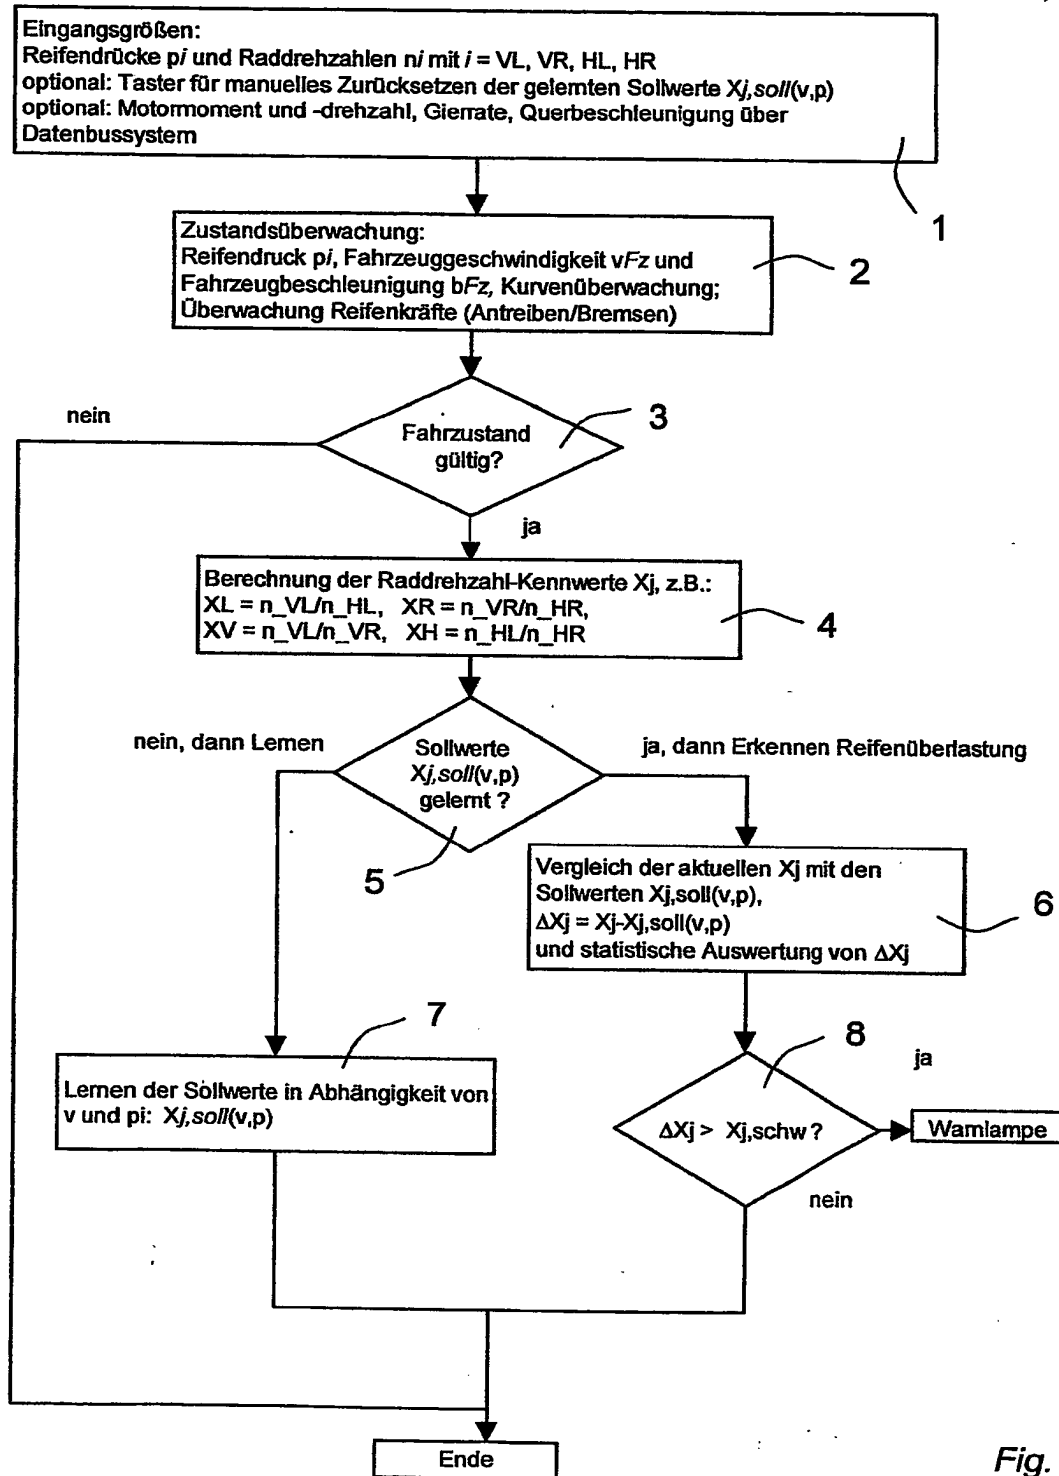 Eingangsgrößen:
Reifendrücke pi und Raddrehzahlen ni mit i = VL, VR, HL, HR
optional: Taster für manuelles Zurücksetzen der gelernten Sollwerte Xj,soll(v,p)
optional: Motormoment und -drehzahl, Gierrate, Querbeschleunigung über
Datenbussystem
1
Zustandsüberwachung:
Reifendruck pi, Fahrzeuggeschwindigkeit vFz und
Fahrzeugbeschleunigung bFz, Kurvenüberwachung;
Überwachung Reifenkräfte (Antreiben/Bremsen)
2
nein
Fahrzustand
gültig?
3
ja
Berechnung der Raddrehzahl-Kennwerte Xj, z.B.:
XL = n_VL/n_HL, XR = n_VR/n_HR,
XV = n_VL/n_VR, XH = n_HL/n_HR
4
nein, dann Lernen
Sollwerte
Xj,soll(v,p)
gelernt ?
ja, dann Erkennen Reifenüberlastung
5
Vergleich der aktuellen Xj mit den
Sollwerten Xj,soll(v,p),
ΔXj = Xj-Xj,soll(v,p)
und statistische Auswertung von ΔXj
6
7
Lernen der Sollwerte in Abhängigkeit von
v und pi: Xj,soll(v,p)
8
ja
ΔXj > Xj,schw ?
Warnlampe
nein
Ende
Fig.